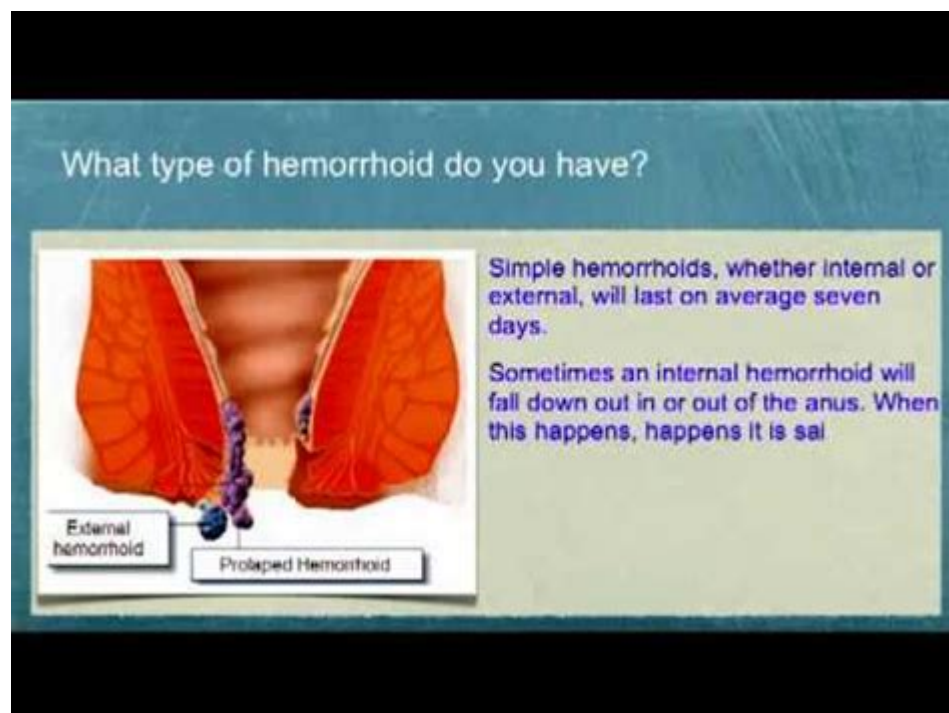 What type of hemorrhoid do you have?
Simple hemorrhoids, whether internal or
external, will last on average seven
days.
Sometimes an internal hemorrhoid will
fall down out in or out of the anus. When
this happens, happens it is sai
External
hemorrhoid
Prolaped Hemorrhoid